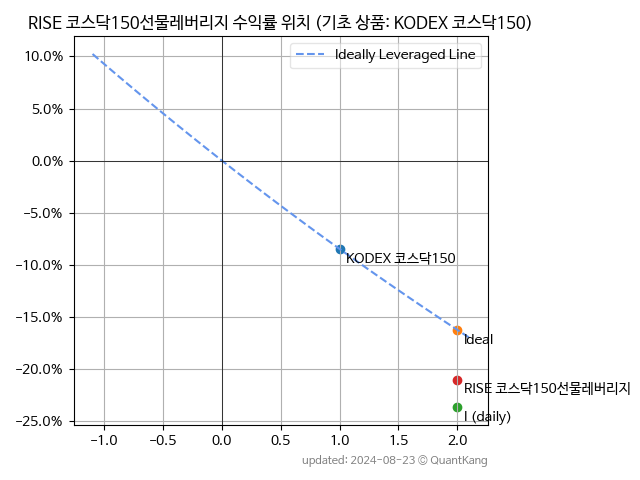 RISE 코스닥150선물레버리지 수익률 위치 (기초 상품: KODEX 코스닥150)
Ideally Leveraged Line
10.0%
5.0%
0.0%
−5.0%
−10.0%
−15.0%
−20.0%
−25.0%
KODEX 코스닥150
Ideal
RISE 코스닥150선물레버리지
I (daily)
−1.0 −0.5 0.0 0.5 1.0 1.5 2.0
updated: 2024-08-23 © QuantKang